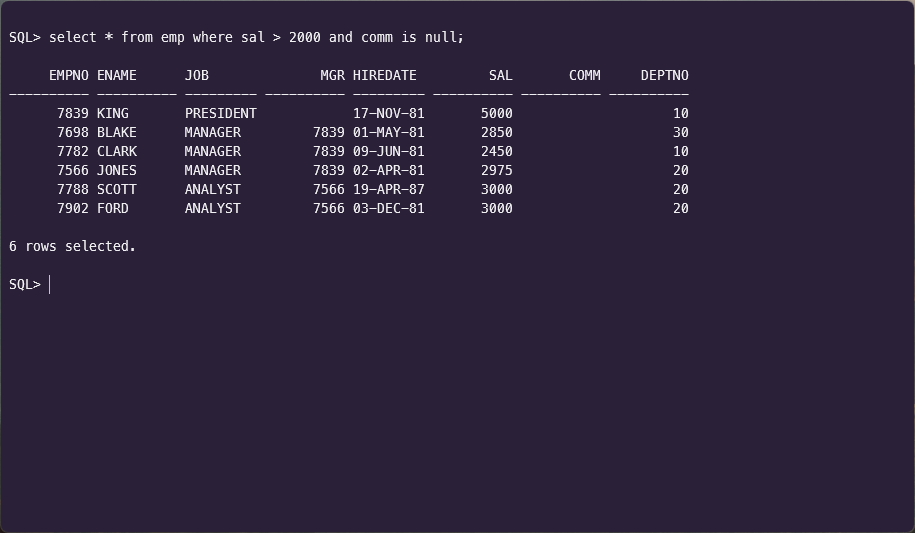 SQL> select * from emp where sal > 2000 and comm is null;
     EMPNO ENAME      JOB              MGR HIREDATE         SAL       COMM     DEPTNO
---------- ---------- --------- ---------- --------- ---------- ---------- ----------
      7839 KING       PRESIDENT            17-NOV-81       5000                    10
      7698 BLAKE      MANAGER         7839 01-MAY-81       2850                    30
      7782 CLARK      MANAGER         7839 09-JUN-81       2450                    10
      7566 JONES      MANAGER         7839 02-APR-81       2975                    20
      7788 SCOTT      ANALYST         7566 19-APR-87       3000                    20
      7902 FORD       ANALYST         7566 03-DEC-81       3000                    20
6 rows selected.
SQL>